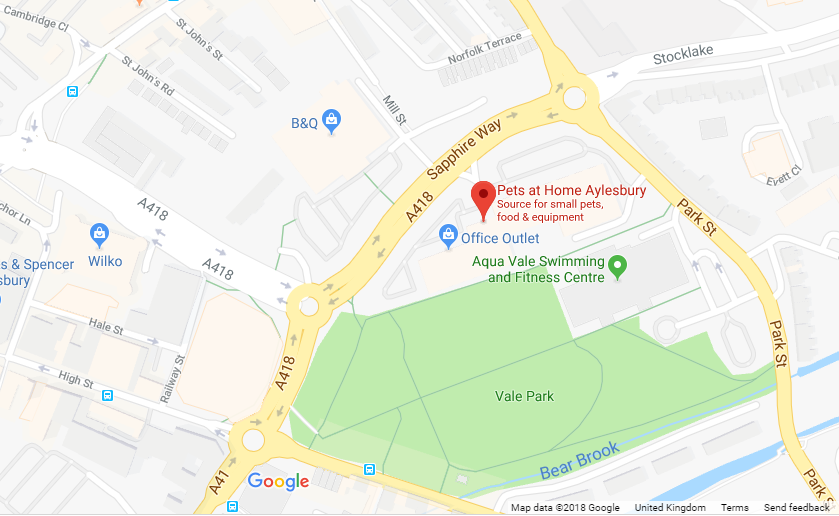 Cambridge Cl
St John's St
St John's Rd
Norfolk Terrace
Stocklake
Mill St
B&Q
Sapphire Way
A418
Pets at Home Aylesbury
Source for small pets,
food & equipment
Evett Cl
Park St
Office Outlet
Aqua Vale Swimming
and Fitness Centre
A418
chor Ln
Wilko
s & Spencer
sbury
A418
Hale St
High St
Railway St
A418
Park St
Vale Park
Bear Brook
A41
Google
Park S
Map data ©2018 Google
United Kingdom
Terms
Send feedback